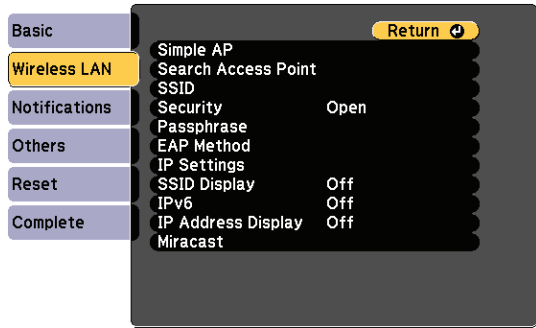 Basic
Wireless LAN
Notifications
Others
Reset
Complete
Return
Simple AP
Search Access Point
SSID
Security Open
Passphrase
EAP Method
IP Settings
SSID Display Off
IPv6 Off
IP Address Display Off
Miracast